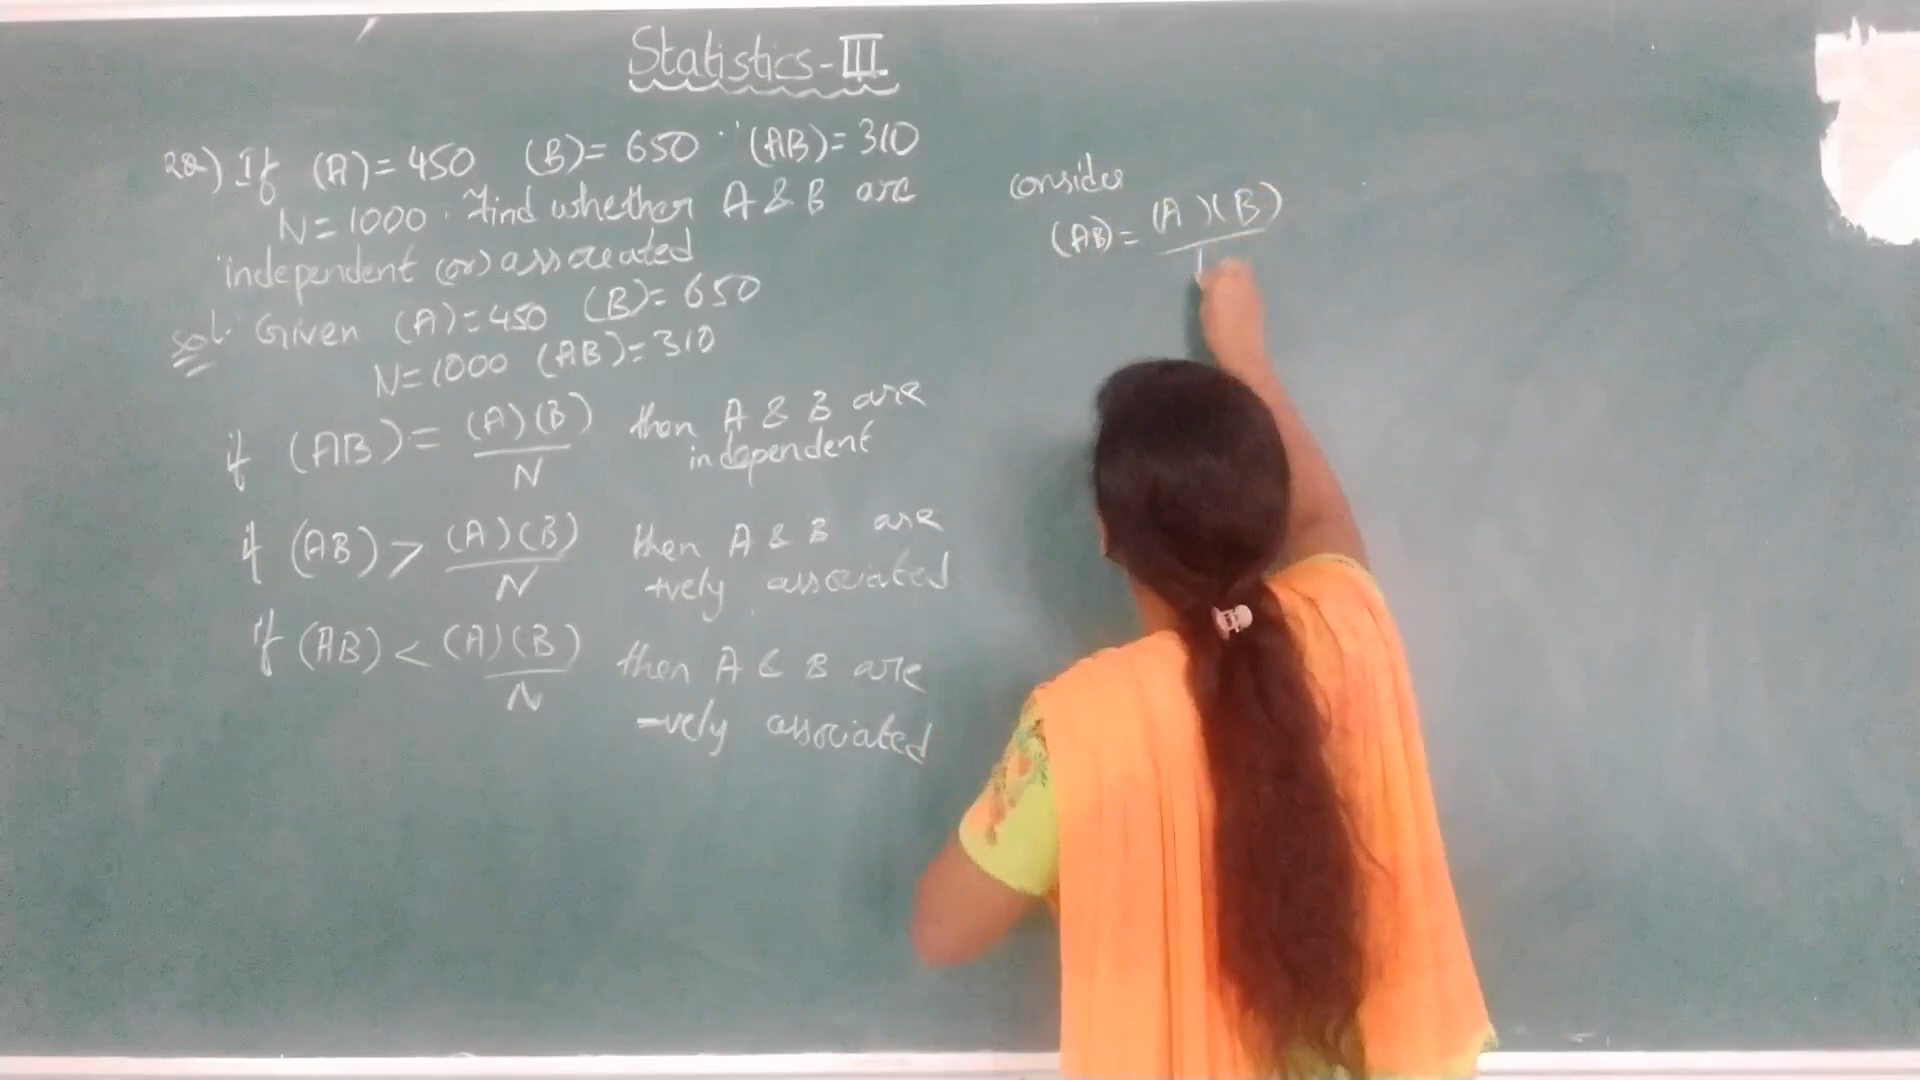 Statistics-III
22) If (A)=450 (B)= 650 (AB)=310
N=1000. Find whether A & B are
independent (or) associated
Sol. Given (A)=450 (B)= 650
N=1000 (AB)=310
if (AB) = (A)(B)/N then A & B are
independent
if (AB) > (A)(B)/N then A & B are
+vely associated
if (AB) < (A)(B)/N then A & B are
-vely associated
consider
(AB) = (A)(B)